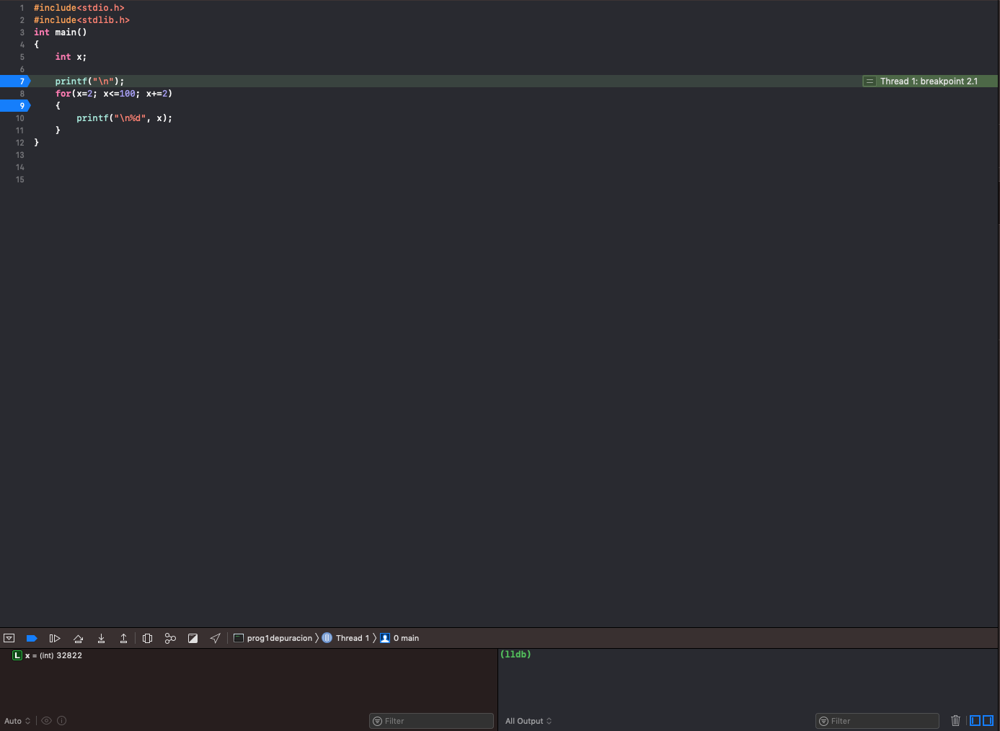 1 #include<stdio.h>
2 #include<stdlib.h>
3 int main()
4 {
5     int x;
6
7     printf("\n"); Thread 1: breakpoint 2.1
8     for(x=2; x<=100; x+=2)
9     {
10         printf("\n%d", x);
11     }
12 }
13
14
15
prog1depuracion Thread 1 0 main
L x = (int) 32822
(lldb)
Auto Filter All Output Filter